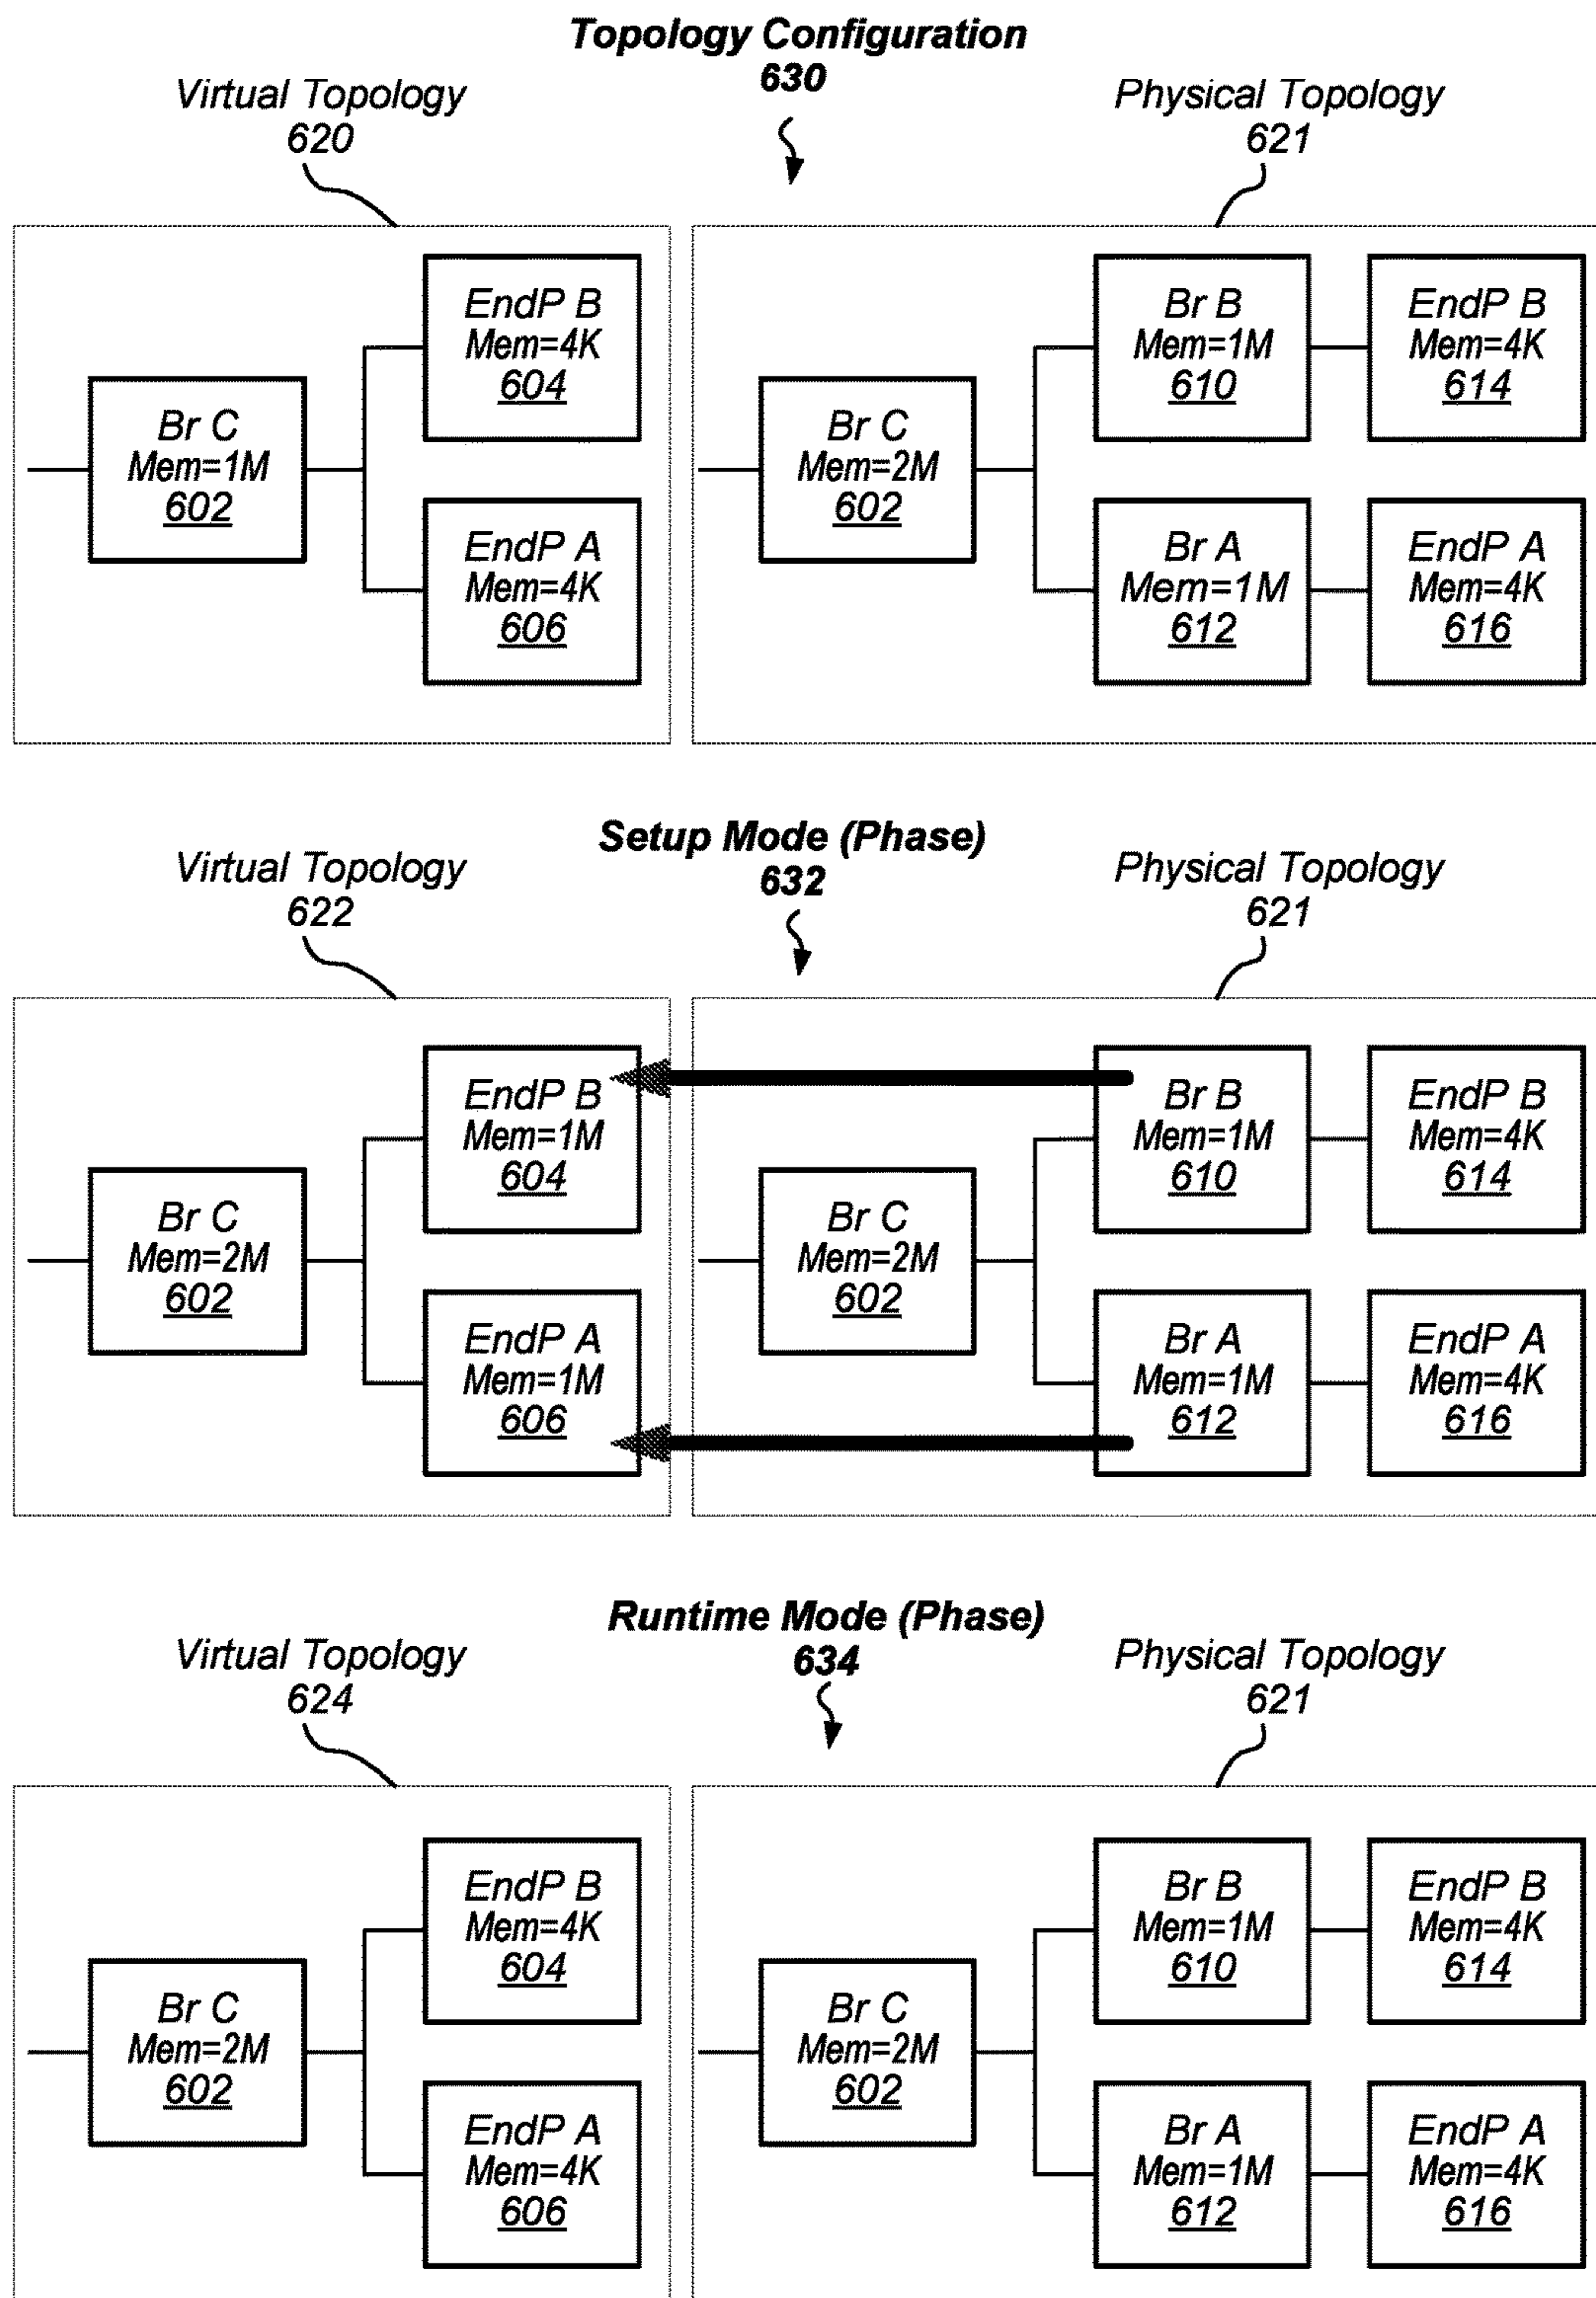 Topology Configuration
630
Virtual Topology
620
Physical Topology
621
EndP B
Mem=4K
604
Br C
Mem=1M
602
EndP A
Mem=4K
606
Br B
Mem=1M
610
EndP B
Mem=4K
614
Br C
Mem=2M
602
Br A
Mem=1M
612
EndP A
Mem=4K
616
Setup Mode (Phase)
632
Virtual Topology
622
Physical Topology
621
EndP B
Mem=1M
604
Br C
Mem=2M
602
EndP A
Mem=1M
606
Br B
Mem=1M
610
EndP B
Mem=4K
614
Br C
Mem=2M
602
Br A
Mem=1M
612
EndP A
Mem=4K
616
Runtime Mode (Phase)
634
Virtual Topology
624
Physical Topology
621
EndP B
Mem=4K
604
Br C
Mem=2M
602
EndP A
Mem=4K
606
Br B
Mem=1M
610
EndP B
Mem=4K
614
Br C
Mem=2M
602
Br A
Mem=1M
612
EndP A
Mem=4K
616